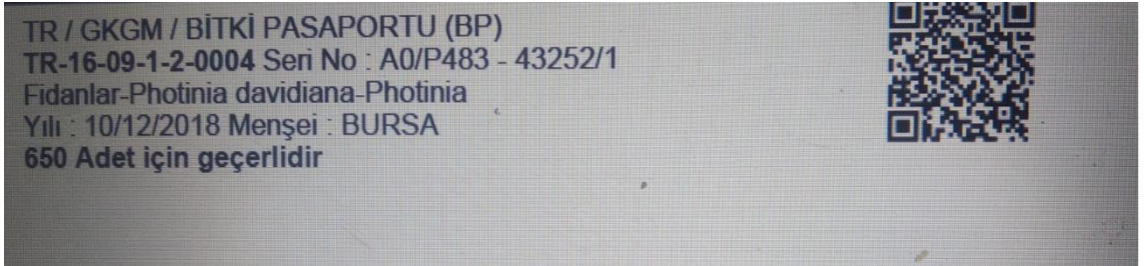 TR / GKGM / BİTKİ PASAPORTU (BP)
TR-16-09-1-2-0004 Seri No : A0/P483 - 43252/1
Fidanlar-Photinia davidiana-Photinia
Yılı : 10/12/2018 Menşei : BURSA
650 Adet için geçerlidir